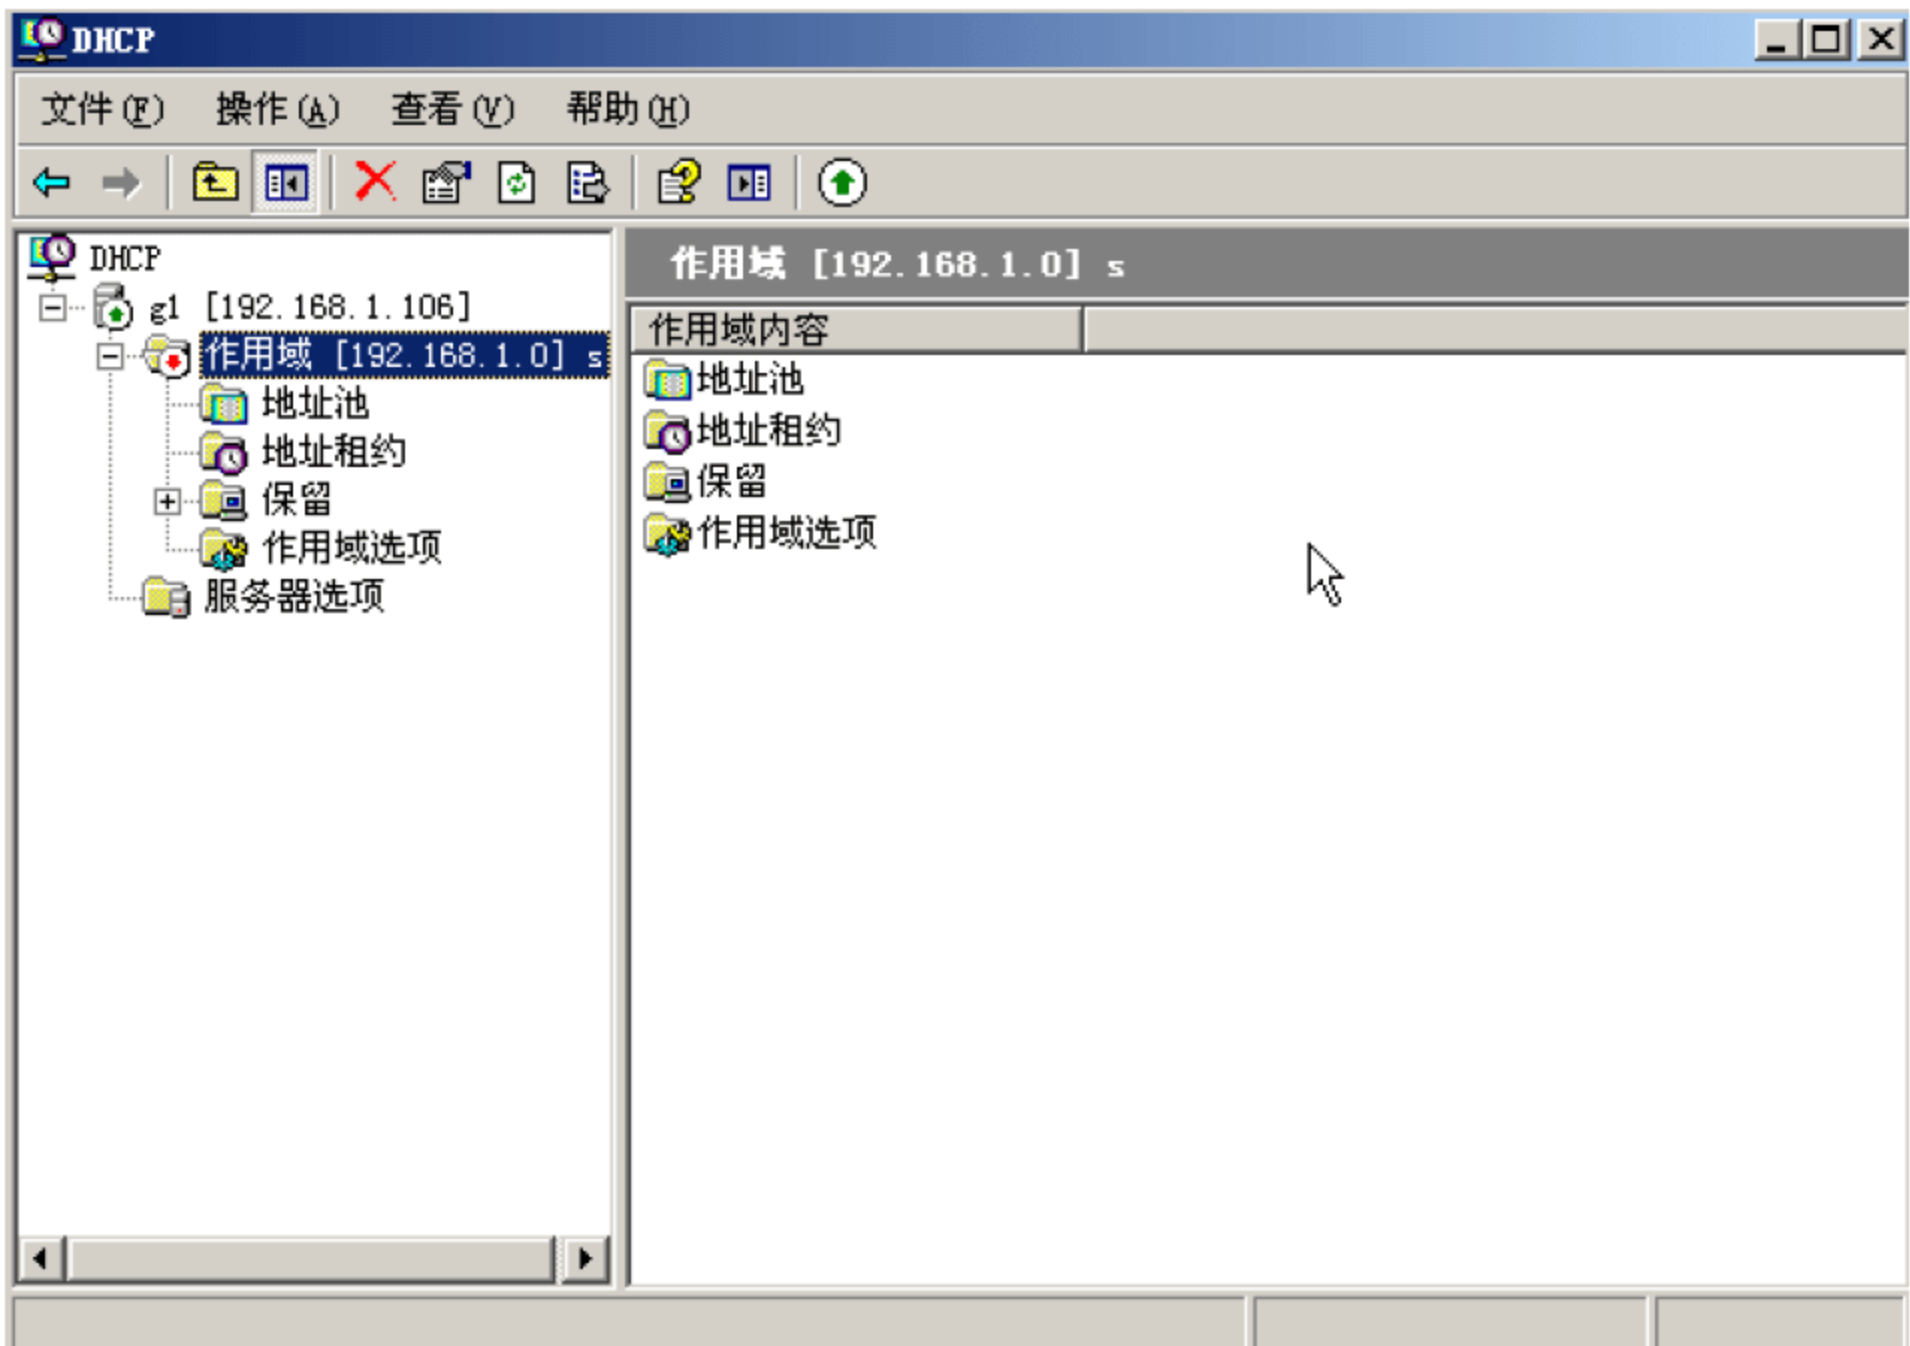 DHCP
文件(F) 操作(A) 查看(V) 帮助(H)
DHCP
g1 [192.168.1.106]
作用域 [192.168.1.0] s
地址池
地址租约
保留
作用域选项
服务器选项
作用域 [192.168.1.0] s
作用域内容
地址池
地址租约
保留
作用域选项